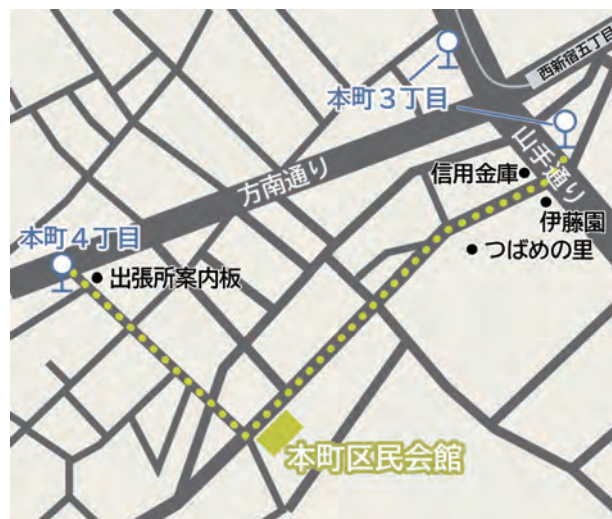 西新宿五丁目
本町３丁目
山手通り
信用金庫
方南通り
伊藤園
本町４丁目
つばめの里
出張所案内板
本町区民会館